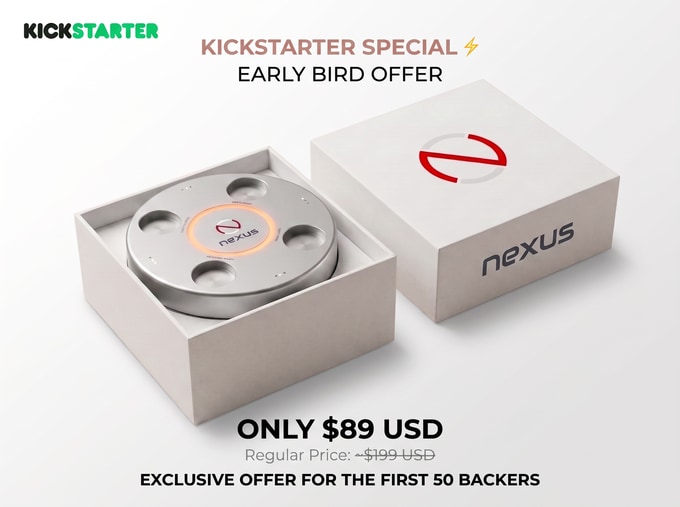 KICKSTARTER
KICKSTARTER SPECIAL⚡
EARLY BIRD OFFER
nexus
nexus
ONLY $89 USD
Regular Price: ~$199 USD
EXCLUSIVE OFFER FOR THE FIRST 50 BACKERS